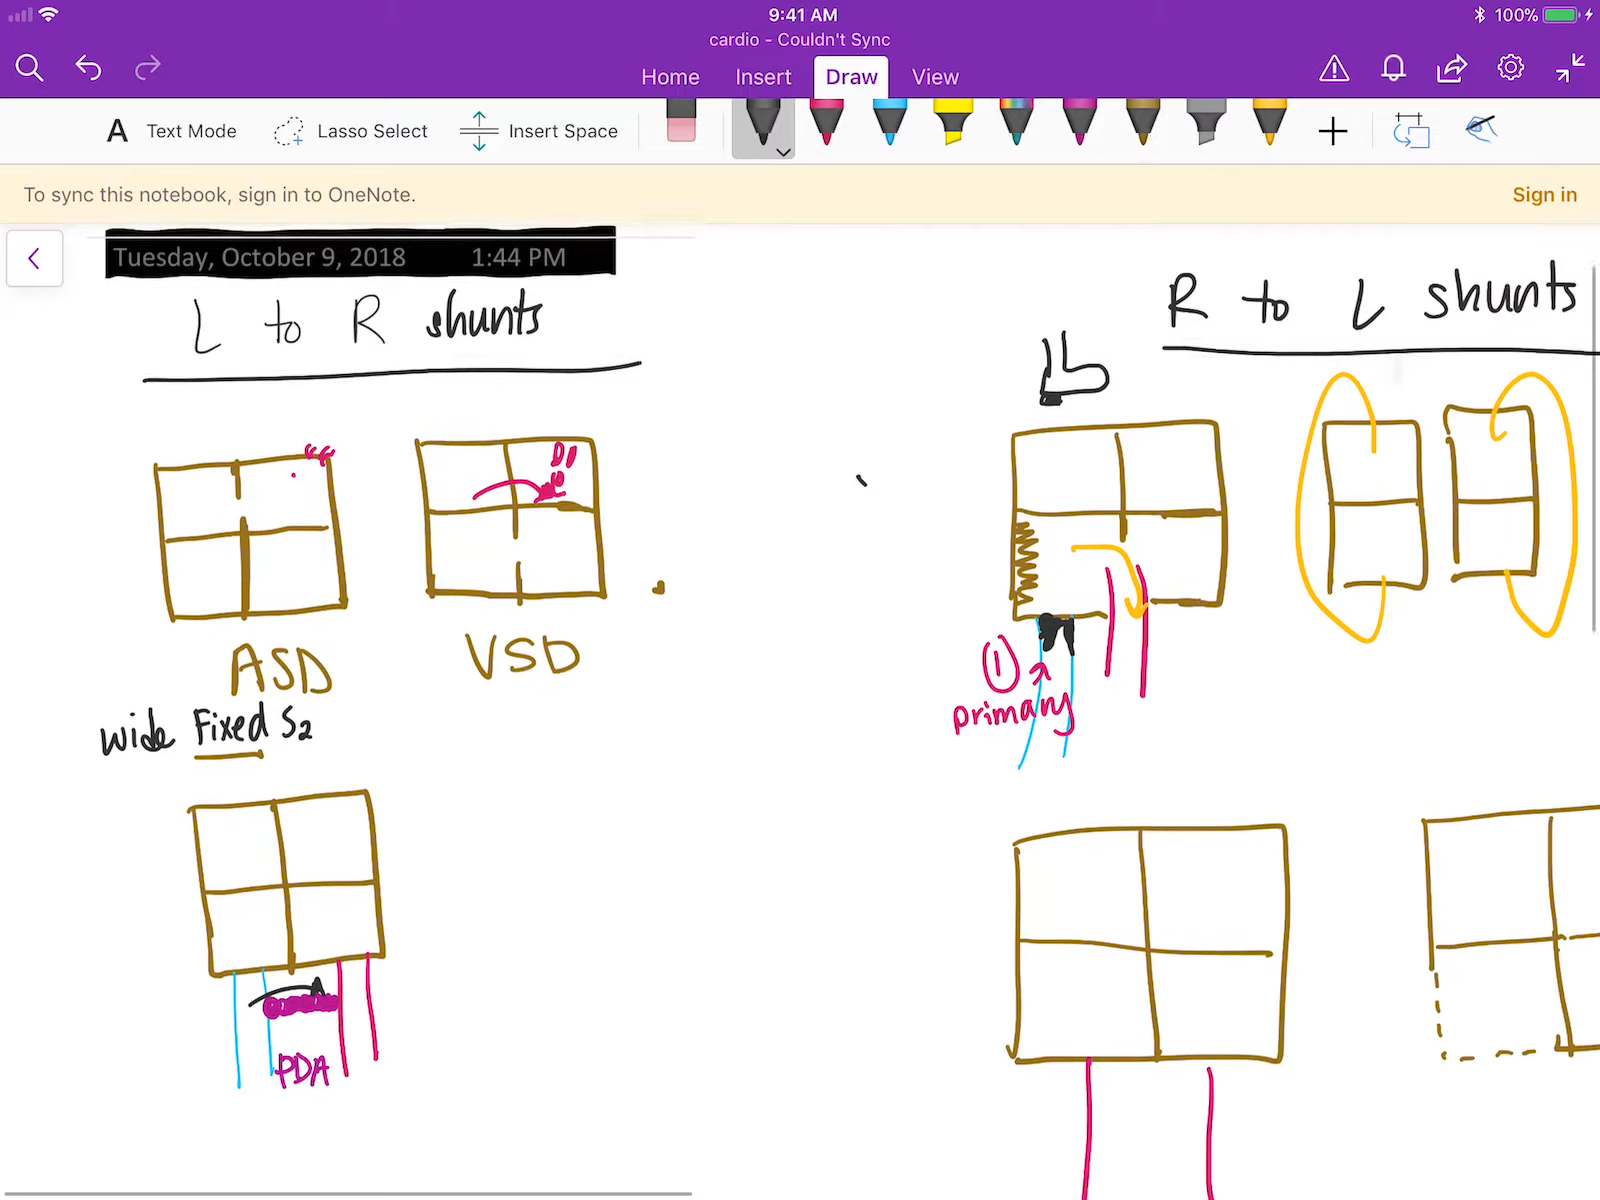 9:41 AM
100%
cardio - Couldn't Sync
Home Insert Draw View
A Text Mode Lasso Select Insert Space
To sync this notebook, sign in to OneNote. Sign in
Tuesday, October 9, 2018 1:44 PM
L to R shunts
R to L shunts
ASD
VSD
wide Fixed S2
1
primary
PDA